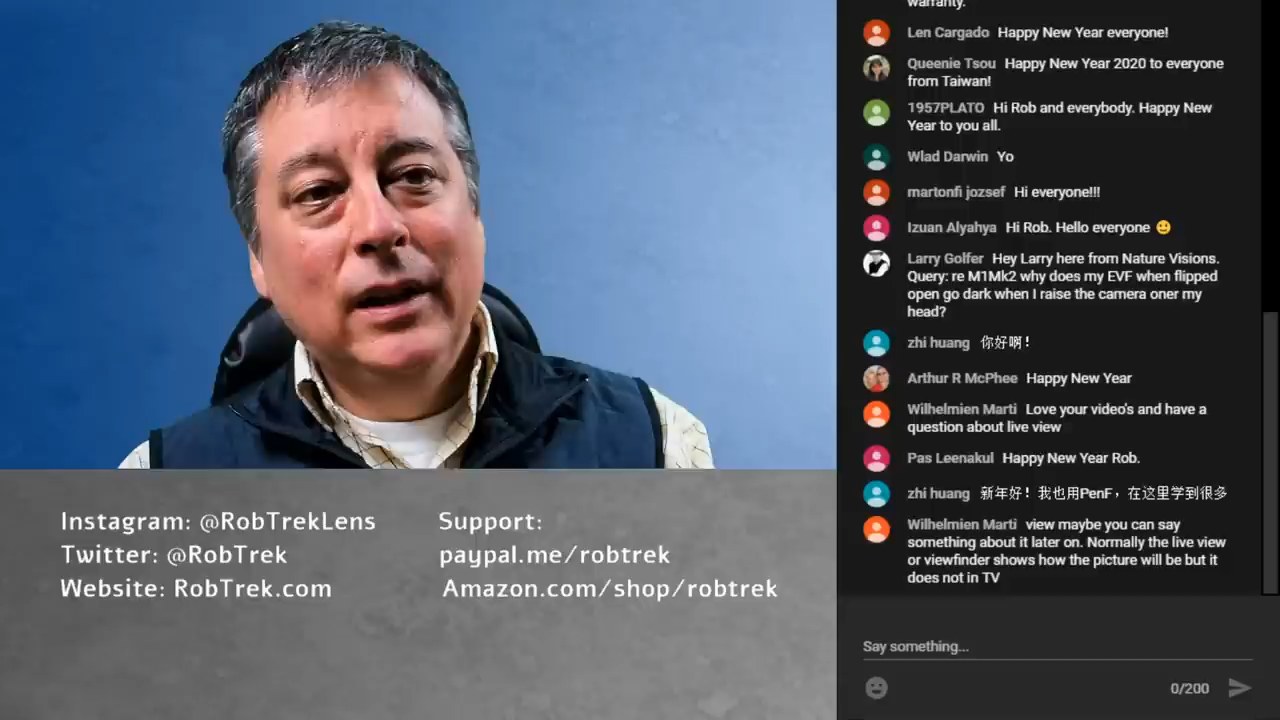 Instagram: @RobTrekLens
Twitter: @RobTrek
Website: RobTrek.com
Support:
paypal.me/robtrek
Amazon.com/shop/robtrek
warranty.
Len Cargado Happy New Year everyone!
Queenie Tsou Happy New Year 2020 to everyone
from Taiwan!
1957PLATO Hi Rob and everybody. Happy New
Year to you all.
Wlad Darwin Yo
martonfi jozsef Hi everyone!!!
Izuan Alyahya Hi Rob. Hello everyone 🙂
Larry Golfer Hey Larry here from Nature Visions.
Query: re M1Mk2 why does my EVF when flipped
open go dark when I raise the camera oner my
head?
zhi huang 你好啊!
Arthur R McPhee Happy New Year
Wilhelmien Marti Love your video's and have a
question about live view
Pas Leenakul Happy New Year Rob.
zhi huang 新年好! 我也用PenF, 在这里学到很多
Wilhelmien Marti view maybe you can say
something about it later on. Normally the live view
or viewfinder shows how the picture will be but it
does not in TV
Say something...
0/200